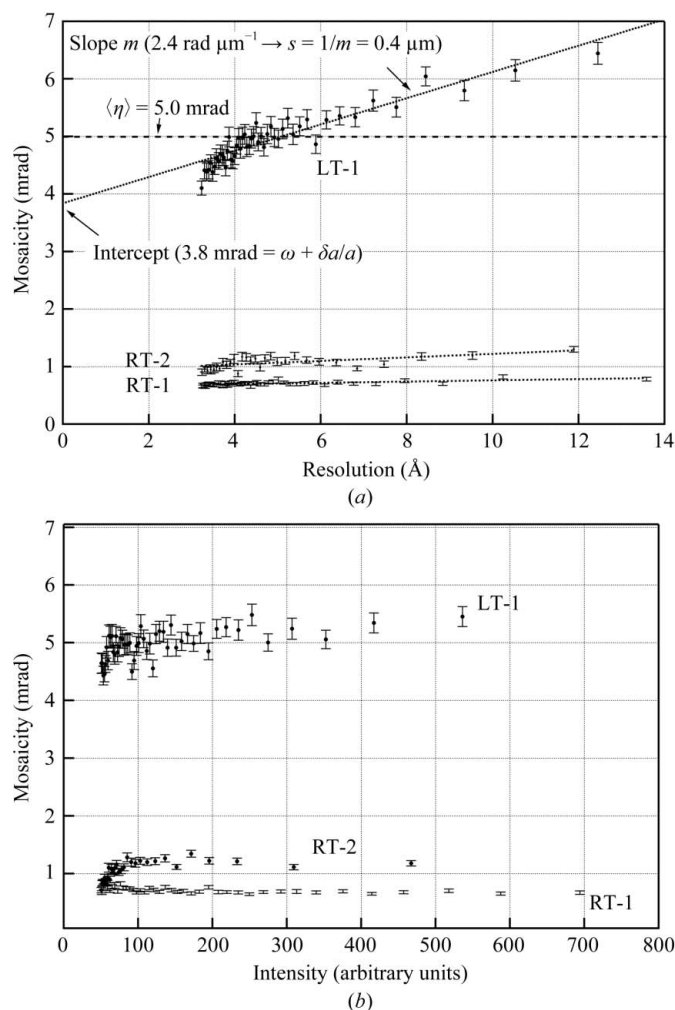 7
Slope m (2.4 rad µm⁻¹ → s = 1/m = 0.4 µm)
6
⟨η⟩ = 5.0 mrad
5
LT-1
4
Mosaicity (mrad)
Intercept (3.8 mrad = ω + δa/a)
3
2
RT-2
1
RT-1
0
0 2 4 6 8 10 12 14
Resolution (Å)
(a)
7
6
LT-1
5
4
Mosaicity (mrad)
3
2
RT-2
1
RT-1
0 100 200 300 400 500 600 700 800
Intensity (arbitrary units)
(b)